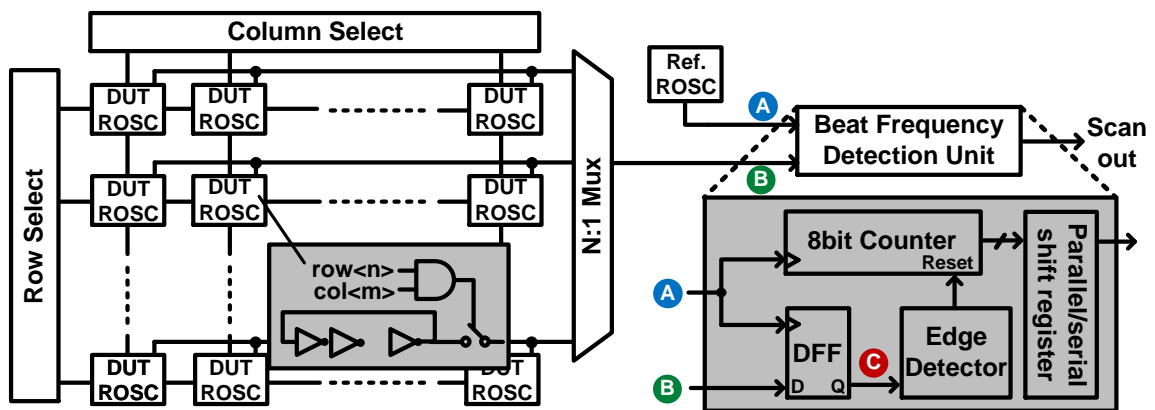 Column Select
Row Select
DUT
ROSC
DUT
ROSC
DUT
ROSC
DUT
ROSC
DUT
ROSC
DUT
ROSC
DUT
ROSC
DUT
ROSC
DUT
ROSC
row<n>
col<m>
N:1 Mux
Ref.
ROSC
A
B
Beat Frequency
Detection Unit
Scan
out
8bit Counter
Reset
Parallel/serial
shift register
A
DFF
D Q
B
C
Edge
Detector